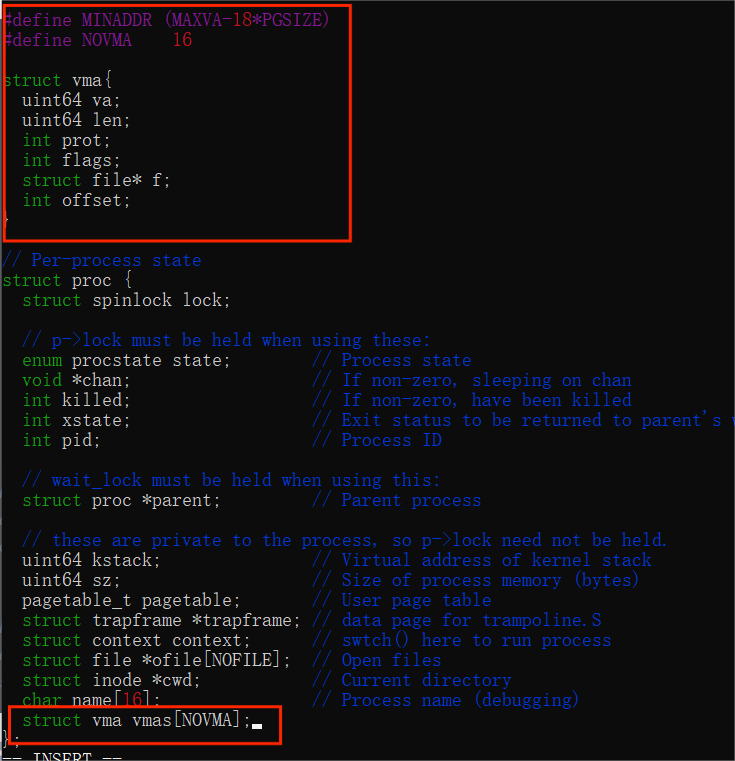 #define MINADDR (MAXVA-18*PGSIZE)
#define NOVMA    16
struct vma{
  uint64 va;
  uint64 len;
  int prot;
  int flags;
  struct file* f;
  int offset;
}
// Per-process state
struct proc {
  struct spinlock lock;
  // p->lock must be held when using these:
  enum procstate state;        // Process state
  void *chan;                  // If non-zero, sleeping on chan
  int killed;                  // If non-zero, have been killed
  int xstate;                  // Exit status to be returned to parent's
  int pid;                     // Process ID
  // wait_lock must be held when using this:
  struct proc *parent;         // Parent process
  // these are private to the process, so p->lock need not be held.
  uint64 kstack;               // Virtual address of kernel stack
  uint64 sz;                   // Size of process memory (bytes)
  pagetable_t pagetable;       // User page table
  struct trapframe *trapframe; // data page for trampoline.S
  struct context context;      // swtch() here to run process
  struct file *ofile[NOFILE];  // Open files
  struct inode *cwd;           // Current directory
  char name[16];               // Process name (debugging)
  struct vma vmas[NOVMA];
};
-- INSERT --